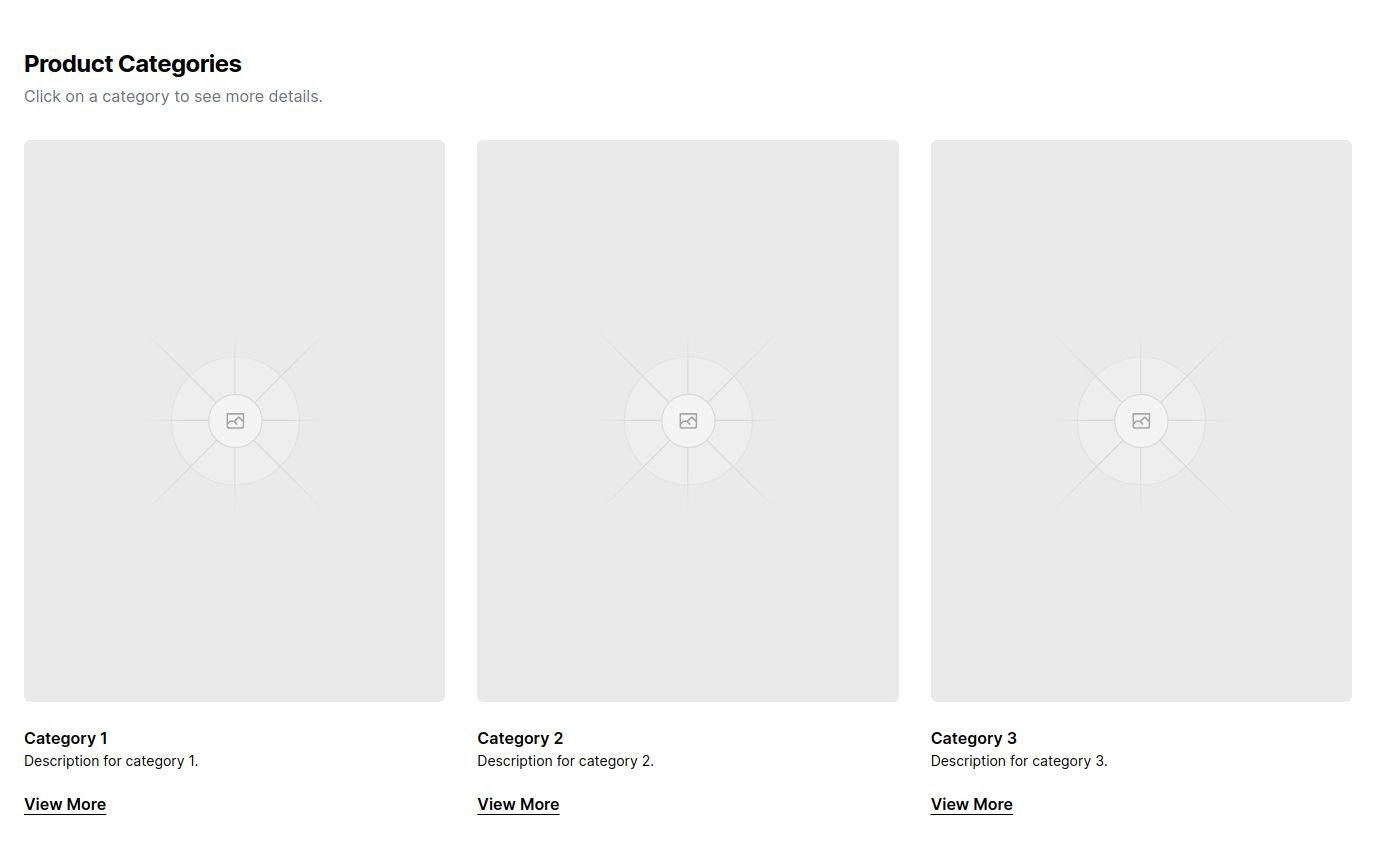 Product Categories
Click on a category to see more details.
Category 1
Description for category 1.
View More
Category 2
Description for category 2.
View More
Category 3
Description for category 3.
View More